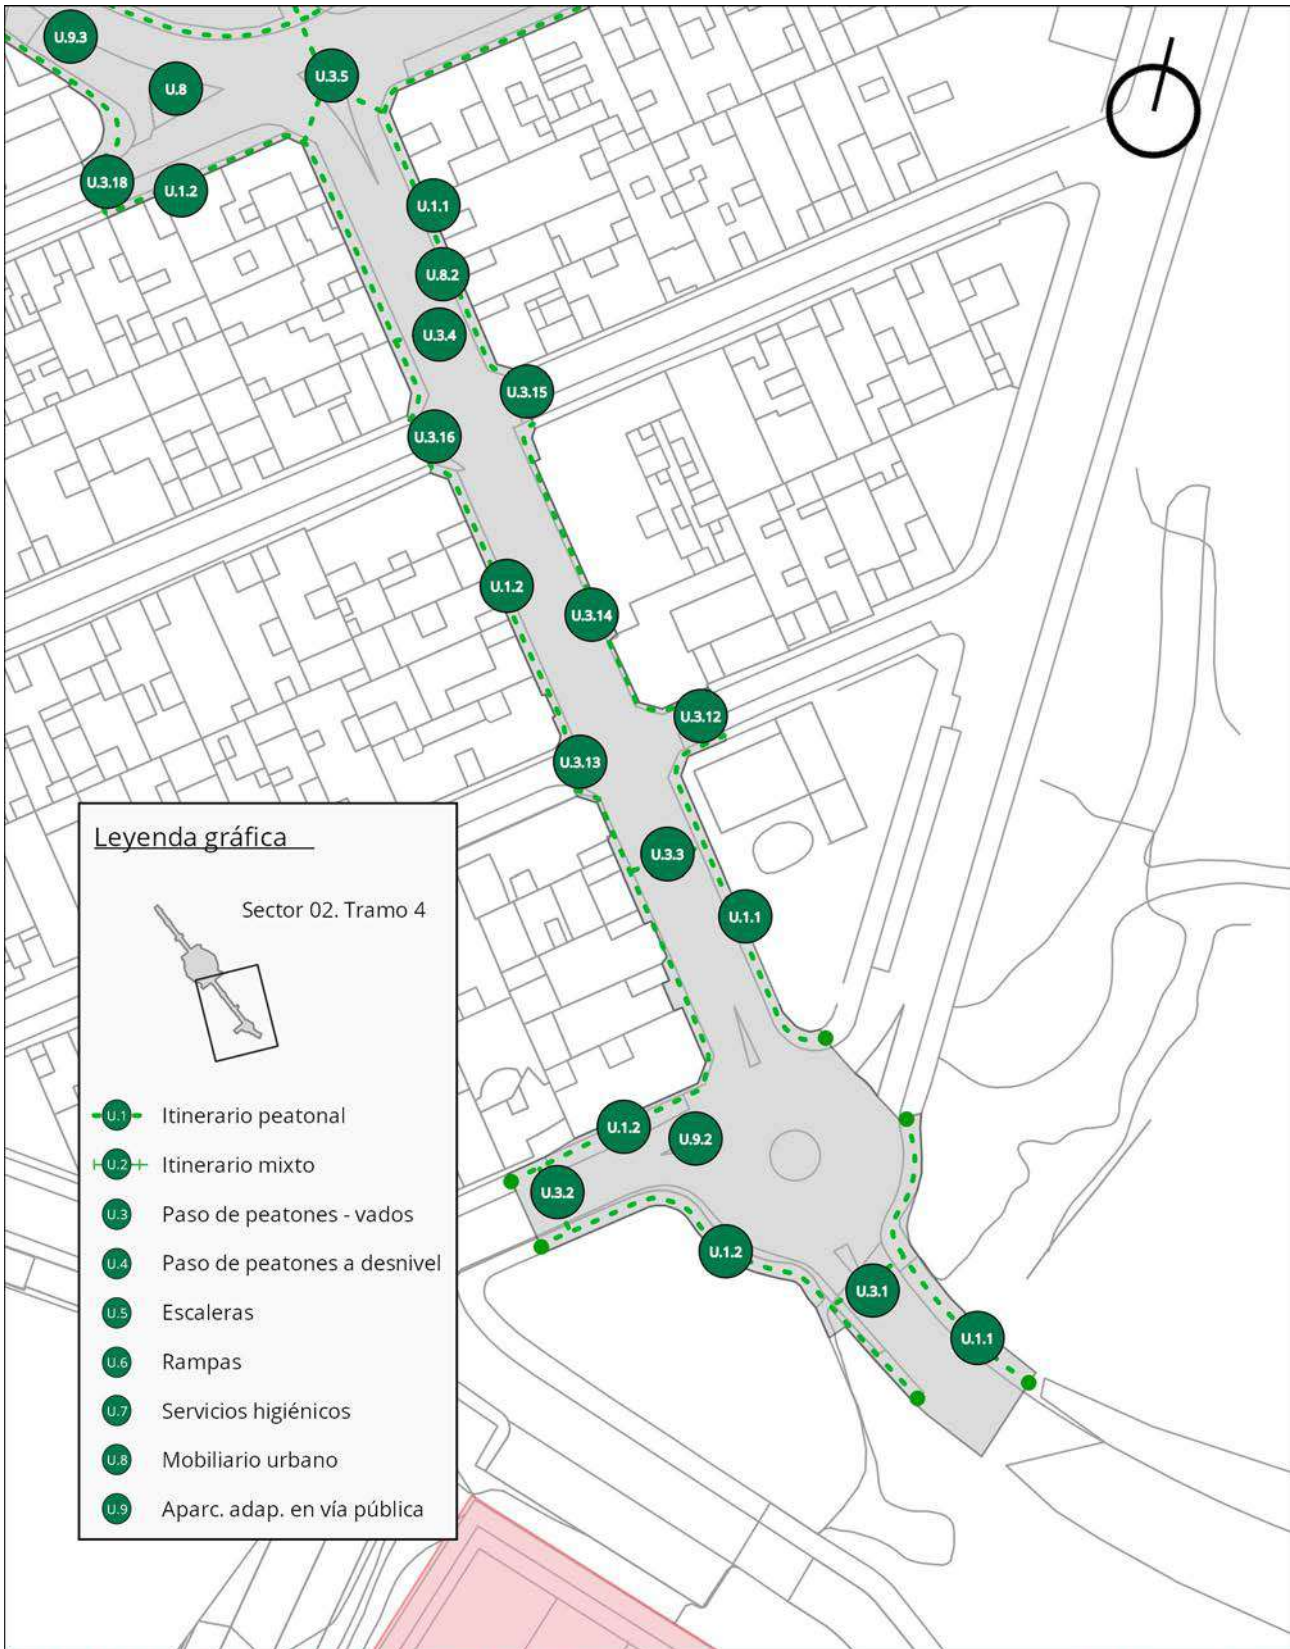 U.9.3
U.3.5
U.8
U.3.18
U.1.2
U.1.1
U.8.2
U.3.4
U.3.15
U.3.16
U.1.2
U.3.14
U.3.12
U.3.13
U.3.3
U.1.1
U.1.2
U.9.2
U.3.2
U.1.2
U.3.1
U.1.1
Leyenda gráfica
Sector 02. Tramo 4
U.1 Itinerario peatonal
U.2 Itinerario mixto
U.3 Paso de peatones - vados
U.4 Paso de peatones a desnivel
U.5 Escaleras
U.6 Rampas
U.7 Servicios higiénicos
U.8 Mobiliario urbano
U.9 Aparc. adap. en vía pública